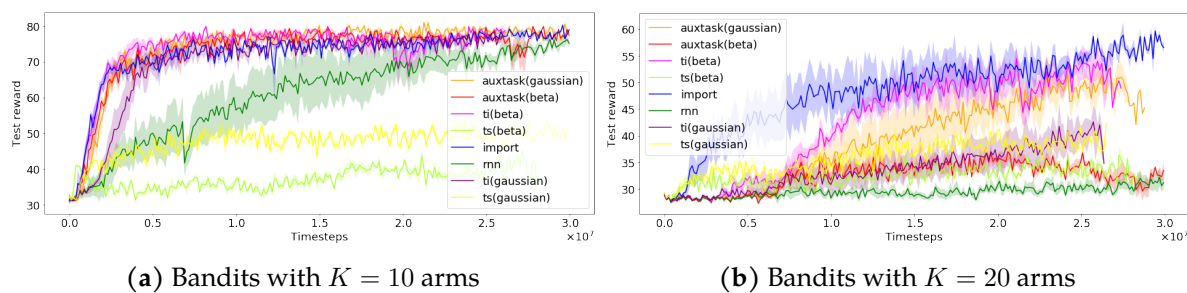 80
70
60
50
40
30
Test reward
auxtask(gaussian)
auxtask(beta)
ti(beta)
ts(beta)
import
rnn
ti(gaussian)
ts(gaussian)
0.0 0.5 1.0 1.5 2.0 2.5 3.0
Timesteps
×10⁷
(a) Bandits with K = 10 arms
60
55
50
45
40
35
30
Test reward
auxtask(gaussian)
auxtask(beta)
ti(beta)
ts(beta)
import
rnn
ti(gaussian)
ts(gaussian)
0.0 0.5 1.0 1.5 2.0 2.5 3.0
Timesteps
×10⁷
(b) Bandits with K = 20 arms